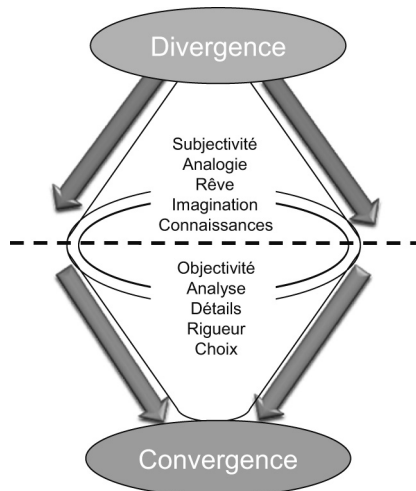 Divergence
Subjectivité
Analogie
Rêve
Imagination
Connaissances
Objectivité
Analyse
Détails
Rigueur
Choix
Convergence